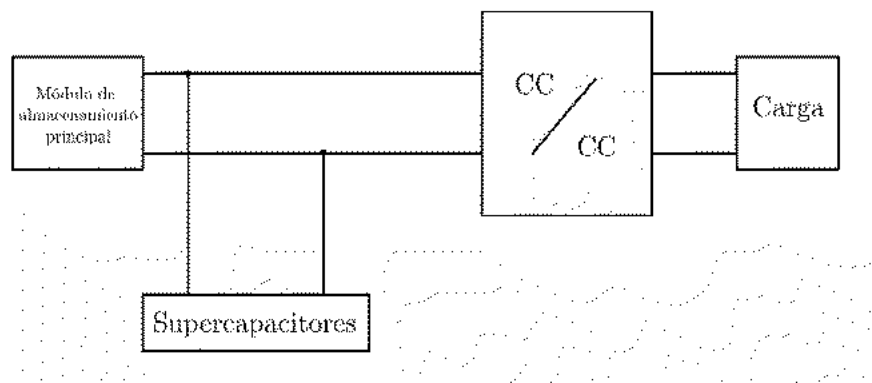 Módulo de
almacenamiento
principal
CC
CC
Carga
Supercapacitores